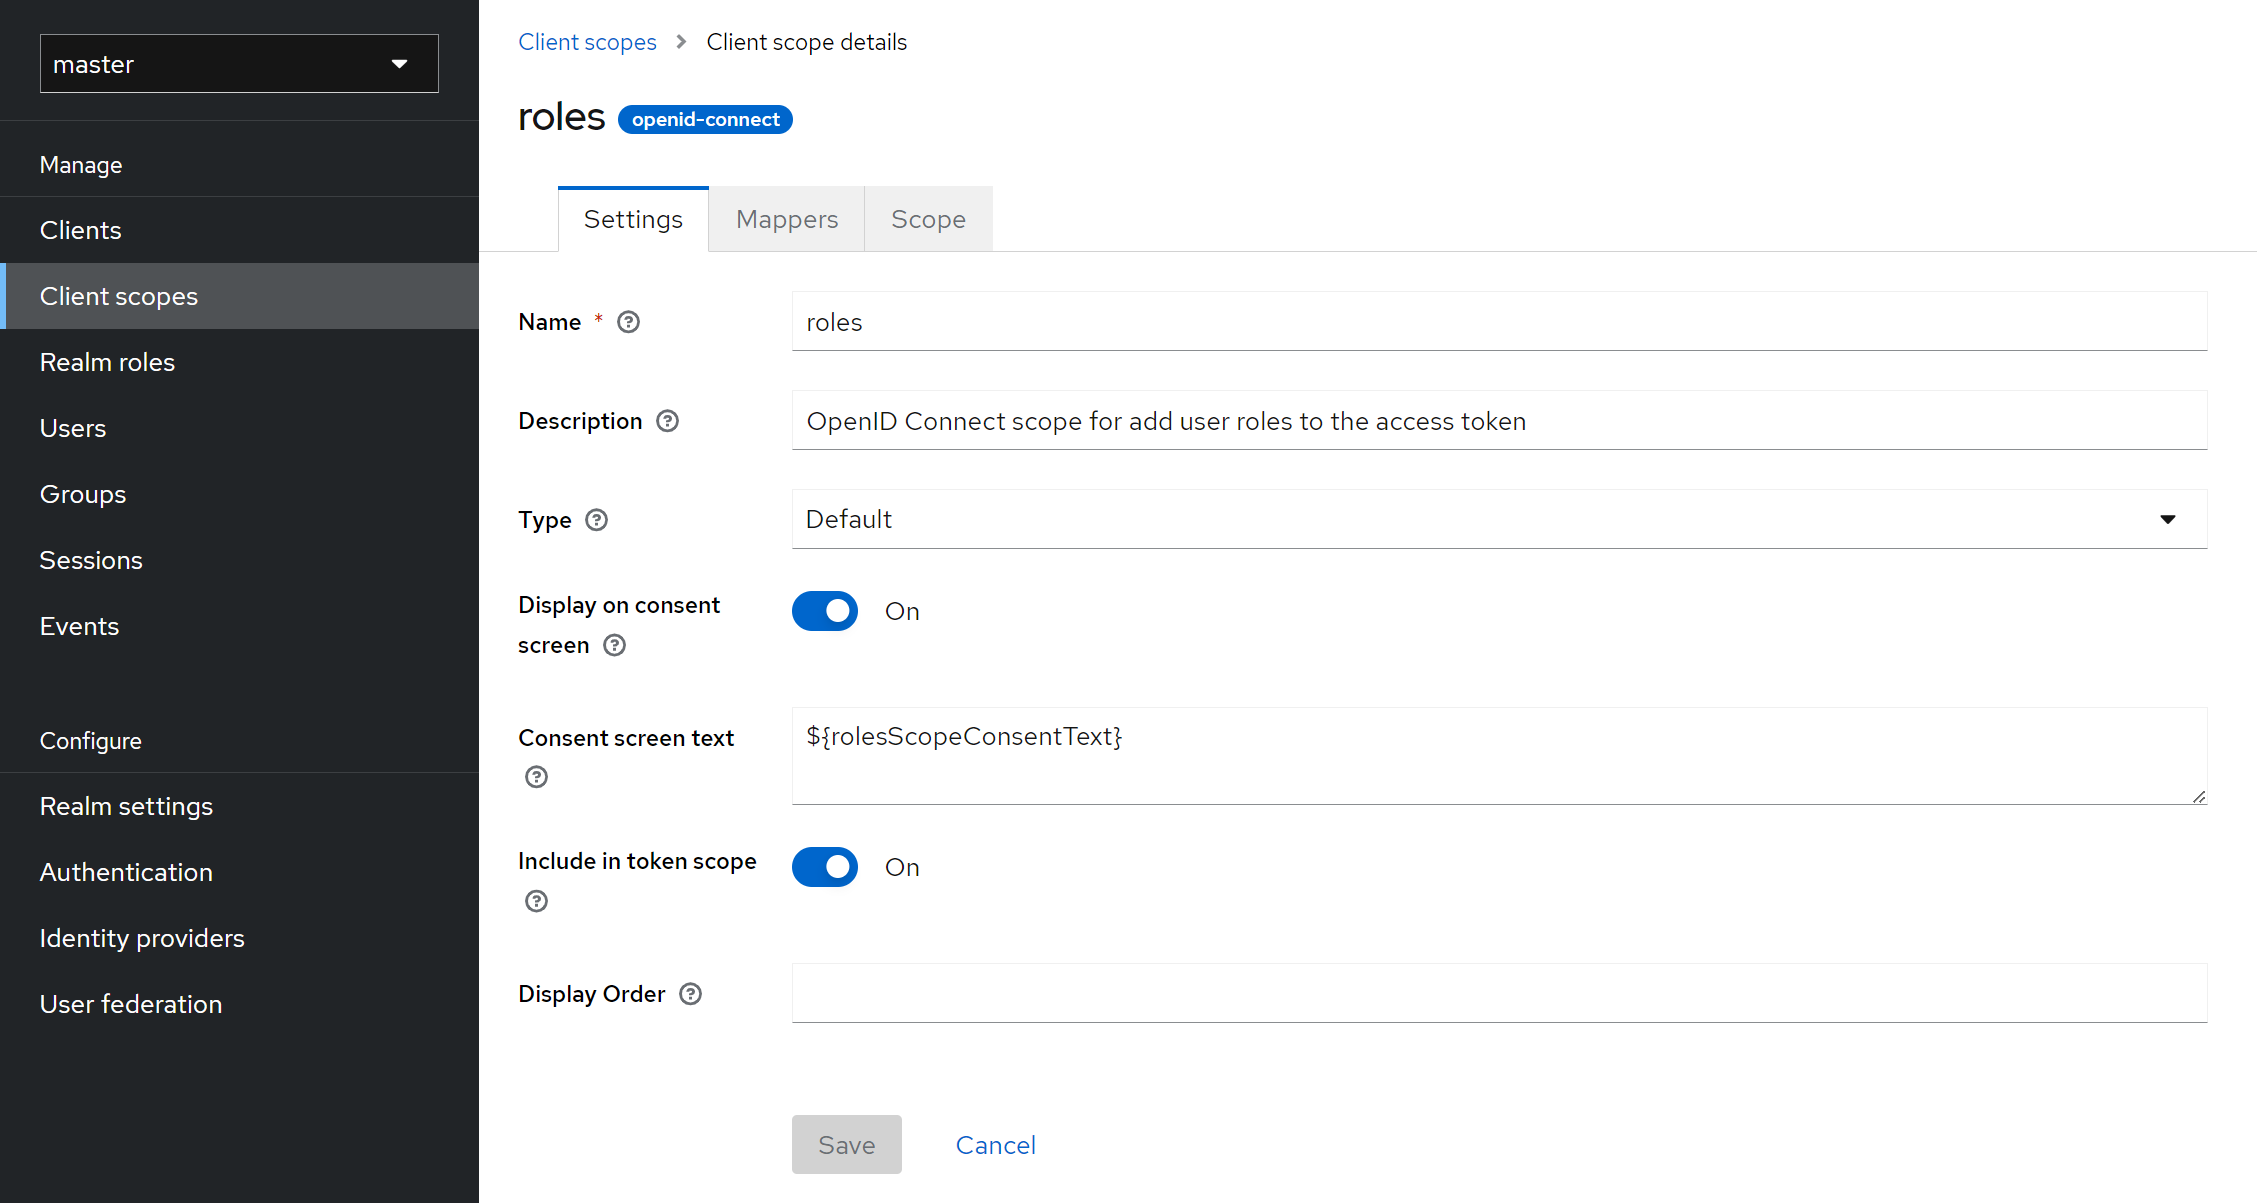 master
Manage
Clients
Client scopes
Realm roles
Users
Groups
Sessions
Events
Configure
Realm settings
Authentication
Identity providers
User federation
Client scopes > Client scope details
roles openid-connect
Settings Mappers Scope
Name * roles
Description OpenID Connect scope for add user roles to the access token
Type Default
Display on consent
screen
On
Consent screen text
${rolesScopeConsentText}
Include in token scope
On
Display Order
Save Cancel